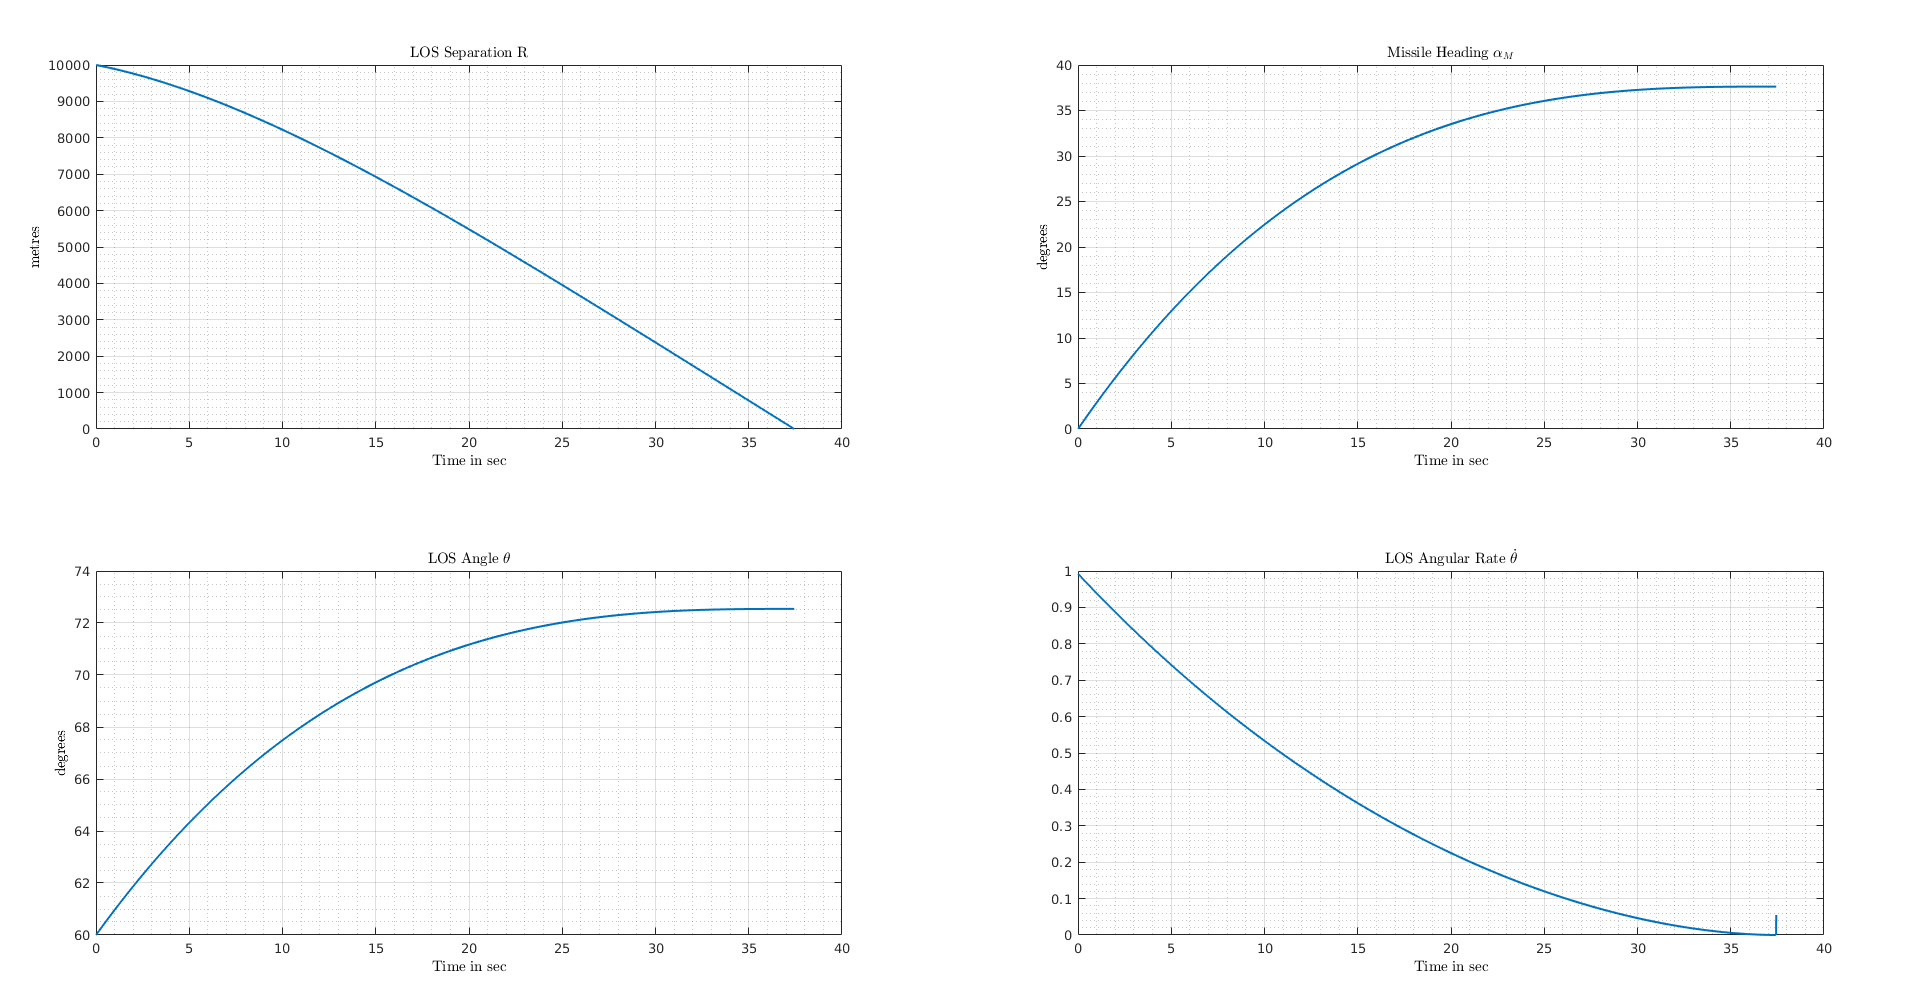 LOS Separation R
10000
9000
8000
7000
6000
5000
4000
3000
2000
1000
0
metres
0 5 10 15 20 25 30 35 40
Time in sec
Missile Heading α_M
40
35
30
25
20
15
10
5
0
degrees
0 5 10 15 20 25 30 35 40
Time in sec
LOS Angle θ
74
72
70
68
66
64
62
60
degrees
0 5 10 15 20 25 30 35 40
Time in sec
LOS Angular Rate θ̇
1
0.9
0.8
0.7
0.6
0.5
0.4
0.3
0.2
0.1
0
0 5 10 15 20 25 30 35 40
Time in sec